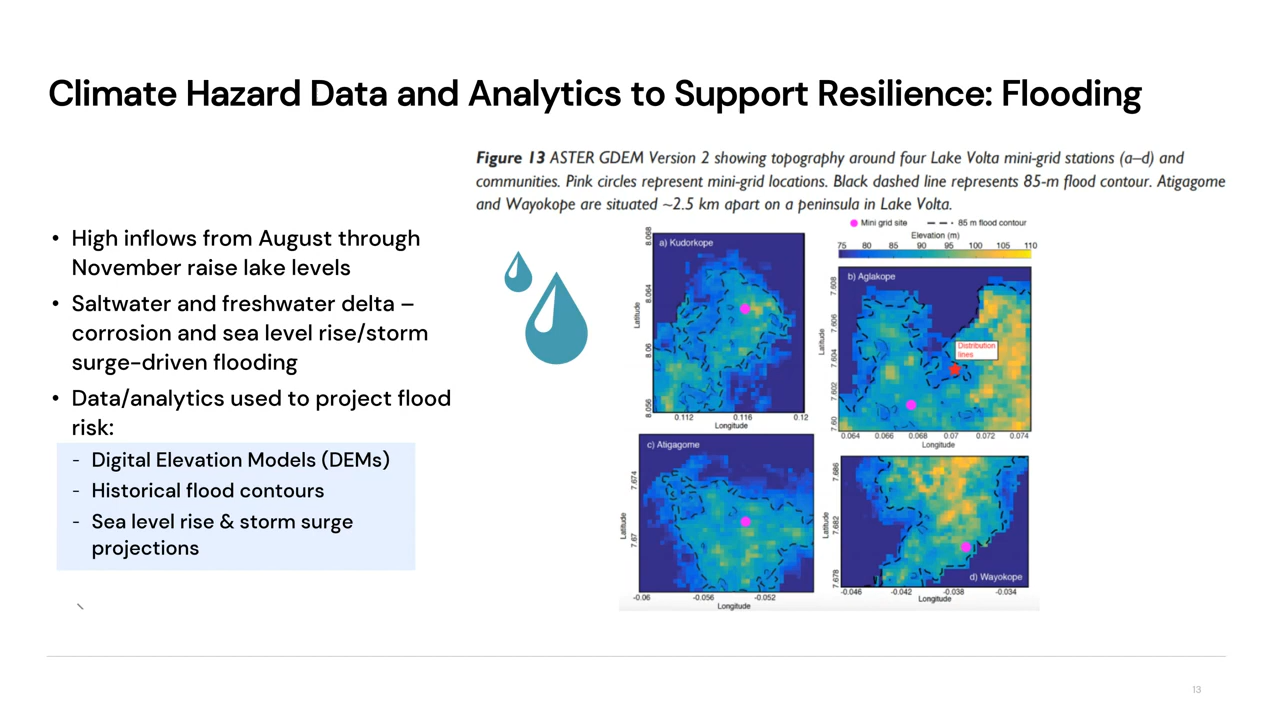 Climate Hazard Data and Analytics to Support Resilience: Flooding
Figure 13 ASTER GDEM Version 2 showing topography around four Lake Volta mini-grid stations (a–d) and
communities. Pink circles represent mini-grid locations. Black dashed line represents 85-m flood contour. Atigagome
and Wayokope are situated ~2.5 km apart on a peninsula in Lake Volta.
• High inflows from August through
November raise lake levels
• Saltwater and freshwater delta –
corrosion and sea level rise/storm
surge-driven flooding
• Data/analytics used to project flood
risk:
- Digital Elevation Models (DEMs)
- Historical flood contours
- Sea level rise & storm surge
projections
Mini grid site
85 m flood contour
Elevation (m)
75 80 85 90 95 100 105 110
a) Kudorkope
Latitude
8.068
8.064
8.06
8.056
0.112 0.116 0.12
Longitude
b) Aglakope
Distribution
lines
Latitude
7.608
7.606
7.604
7.602
7.60
0.064 0.066 0.068 0.07 0.072 0.074
Longitude
c) Atigagome
Latitude
7.674
7.67
-0.06 -0.056 -0.052
Longitude
d) Wayokope
Latitude
7.686
7.682
7.678
-0.046 -0.042 -0.038 -0.034
Longitude
13